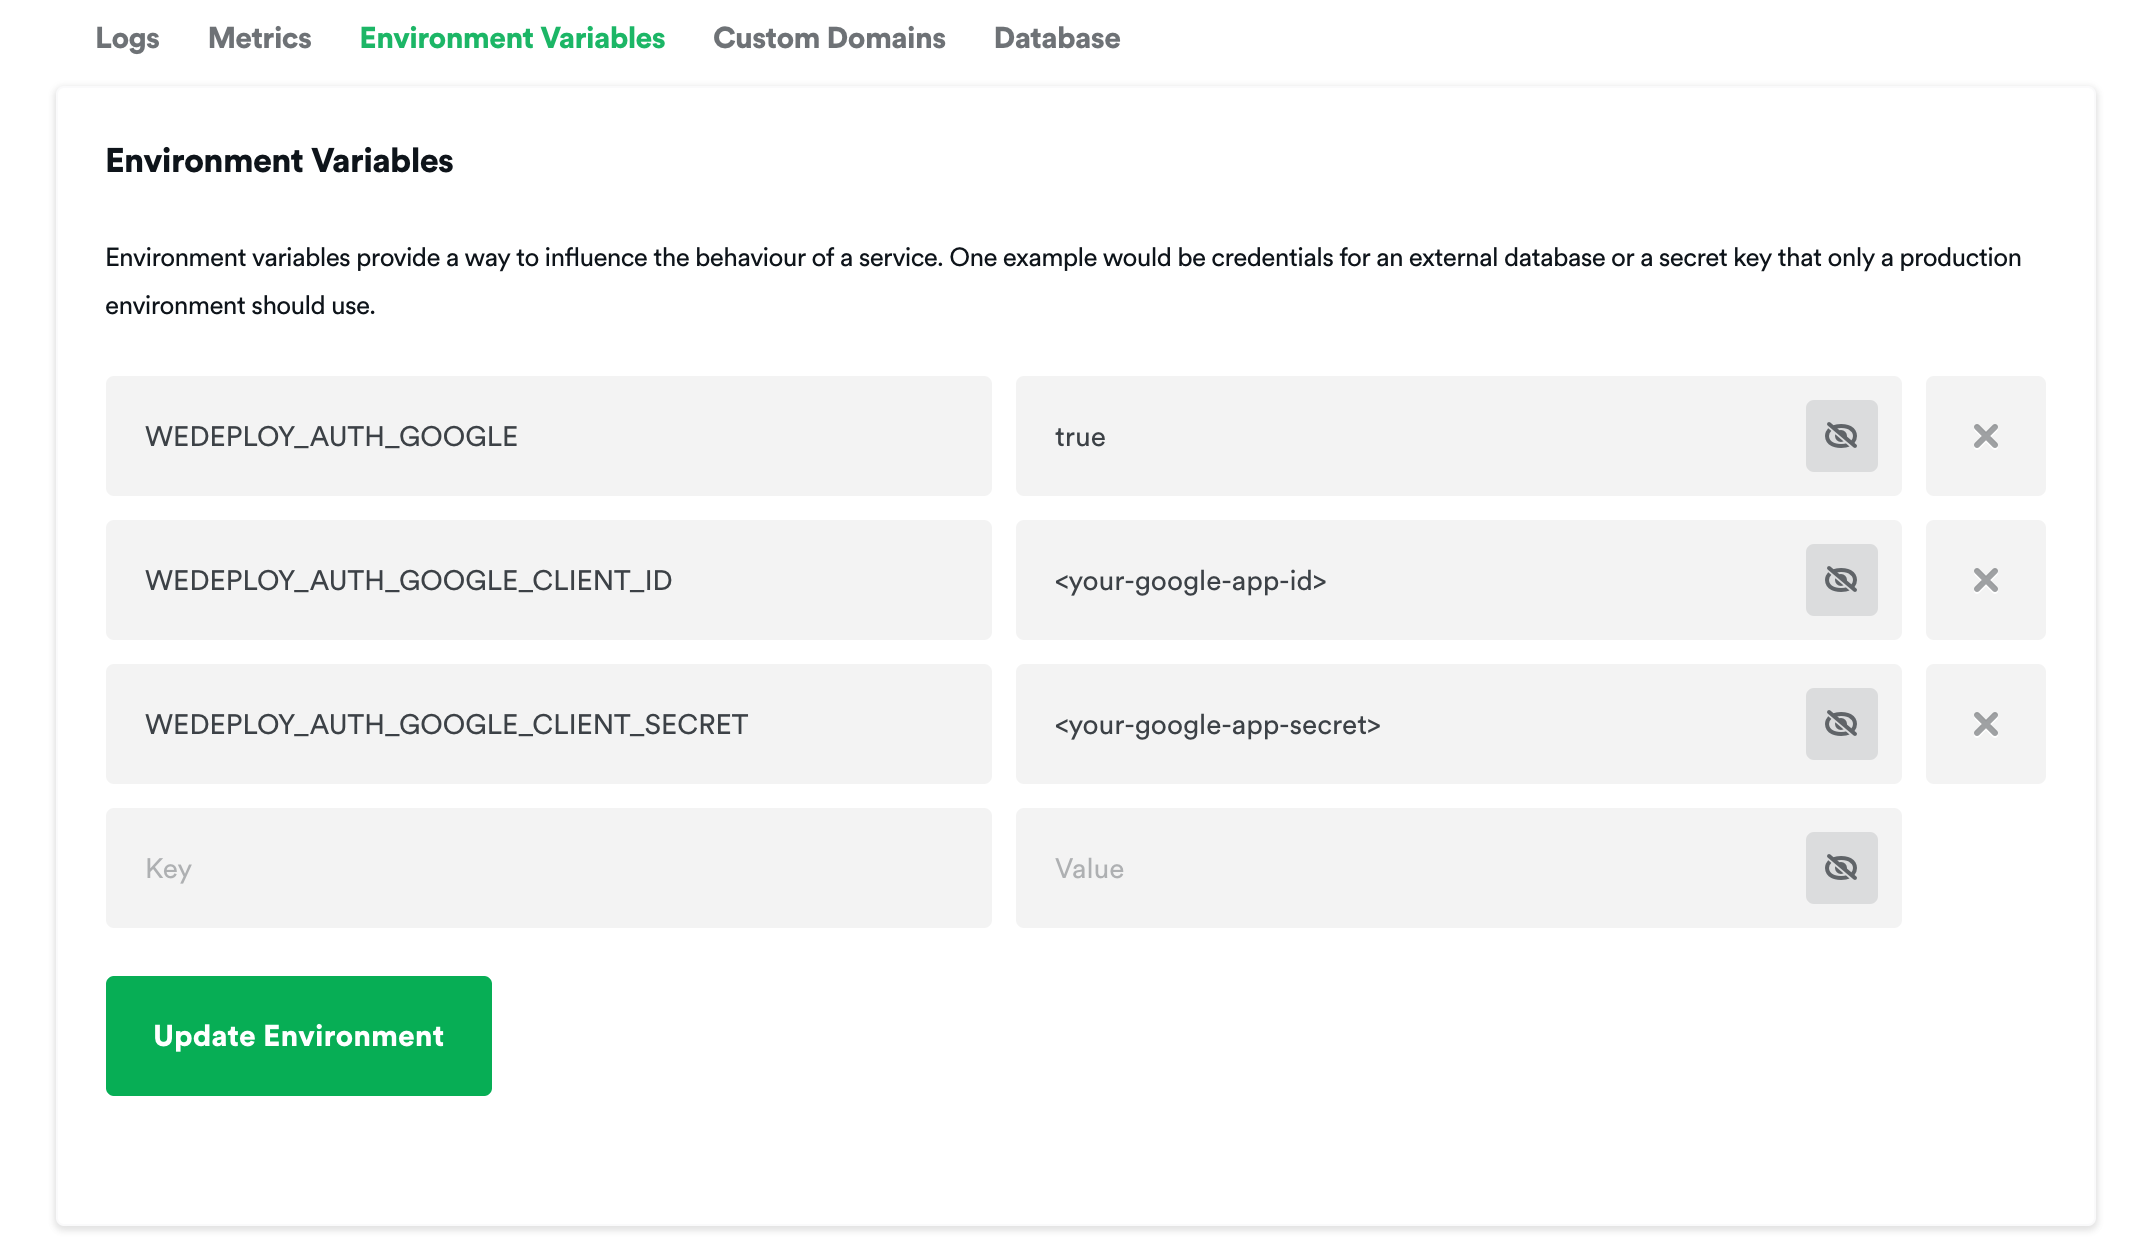 Logs Metrics Environment Variables Custom Domains Database
Environment Variables
Environment variables provide a way to influence the behaviour of a service. One example would be credentials for an external database or a secret key that only a production
environment should use.
WEDEPLOY_AUTH_GOOGLE true
WEDEPLOY_AUTH_GOOGLE_CLIENT_ID <your-google-app-id>
WEDEPLOY_AUTH_GOOGLE_CLIENT_SECRET <your-google-app-secret>
Key Value
Update Environment